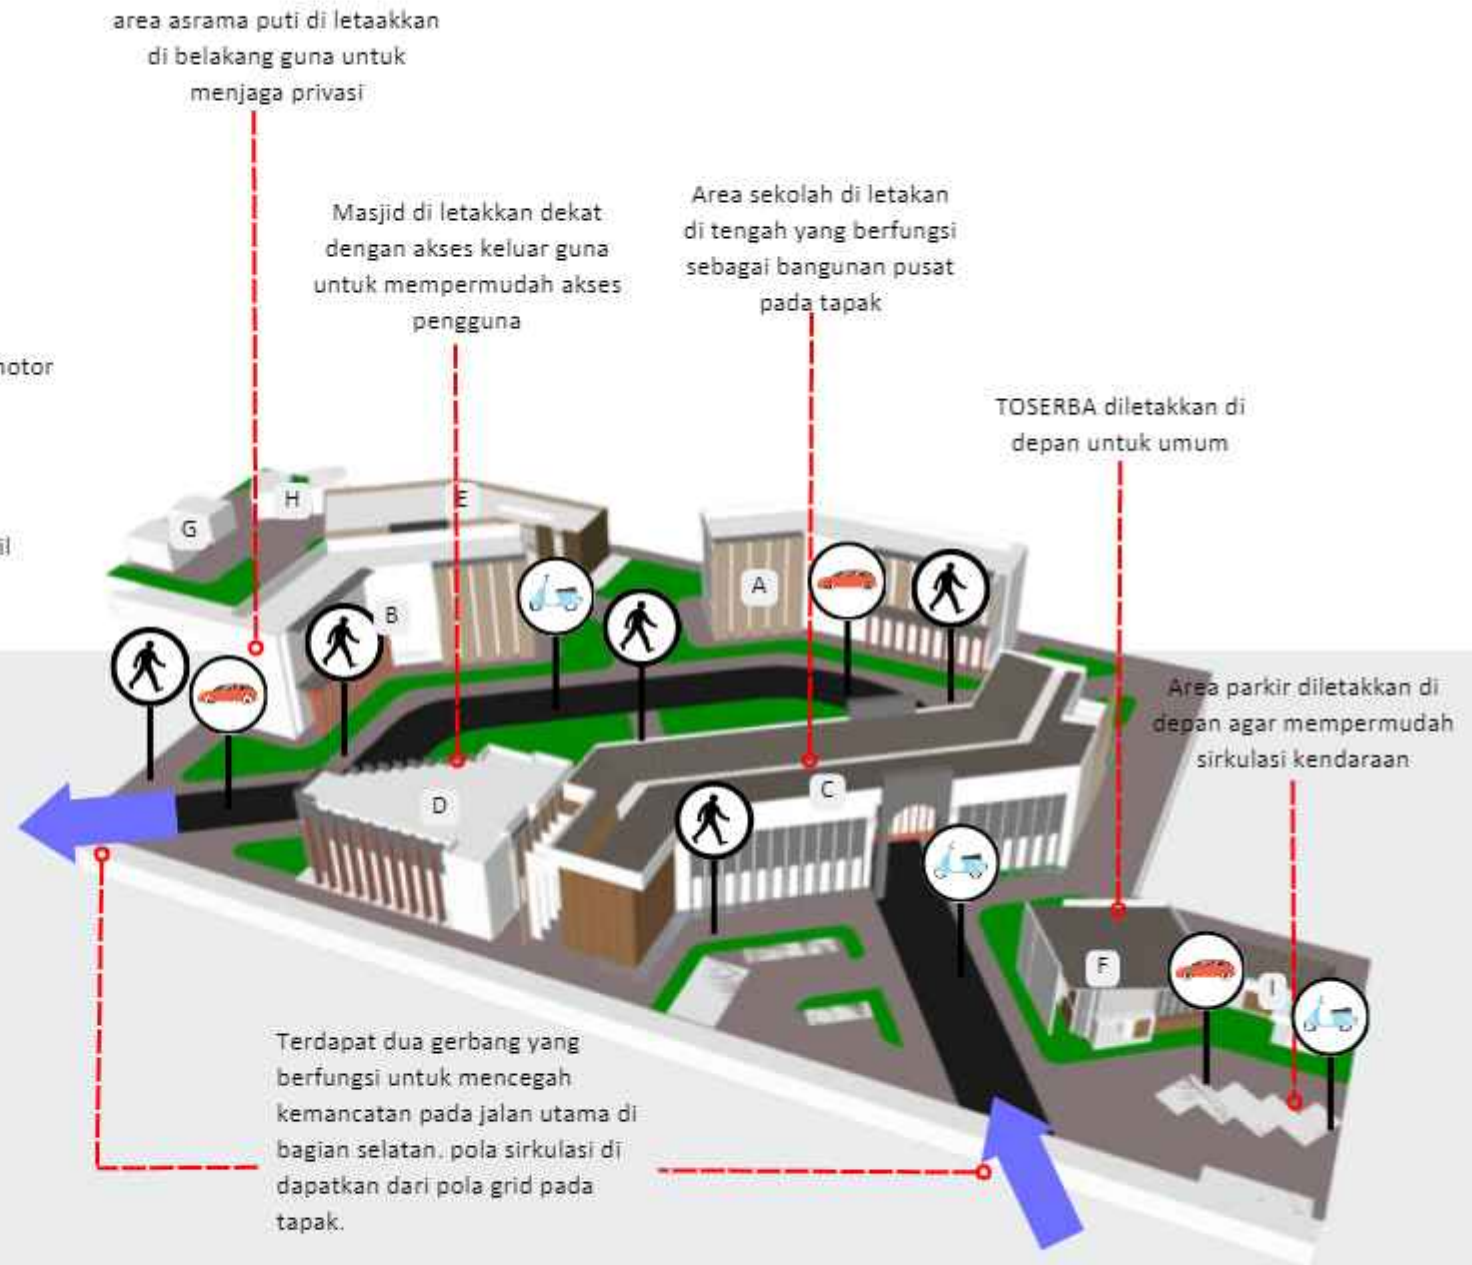 area asrama puti di letaakkan
di belakang guna untuk
menjaga privasi
Masjid di letakkan dekat
dengan akses keluar guna
untuk mempermudah akses
pengguna
Area sekolah di letakan
di tengah yang berfungsi
sebagai bangunan pusat
pada tapak
TOSERBA diletakkan di
depan untuk umum
Area parkir diletakkan di
depan agar mempermudah
sirkulasi kendaraan
H
E
G
A
B
D
C
F
I
Terdapat dua gerbang yang
berfungsi untuk mencegah
kemancatan pada jalan utama di
bagian selatan. pola sirkulasi di
dapatkan dari pola grid pada
tapak.